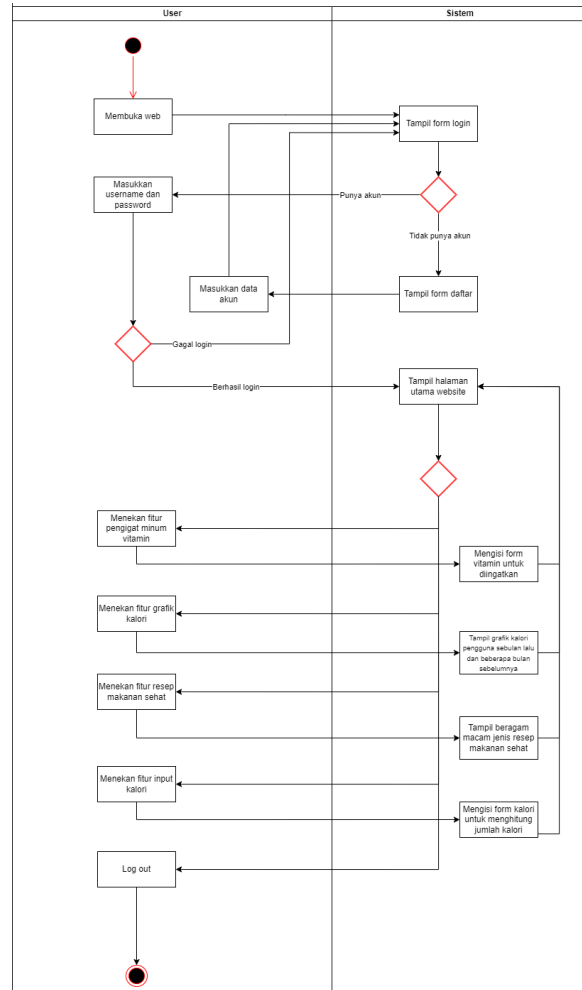 User
Sistem
Membuka web
Tampil form login
Masukkan
username dan
password
Punya akun
Tidak punya akun
Masukkan data
akun
Tampil form daftar
Gagal login
Berhasil login
Tampil halaman
utama website
Menekan fitur
pengigat minum
vitamin
Mengisi form
vitamin untuk
diingatkan
Menekan fitur grafik
kalori
Tampil grafik kalori
pengguna sebulan lalu
dan beberapa bulan
sebelumnya
Menekan fitur resep
makanan sehat
Tampil beragam
macam jenis resep
makanan sehat
Menekan fitur input
kalori
Mengisi form kalori
untuk menghitung
jumlah kalori
Log out